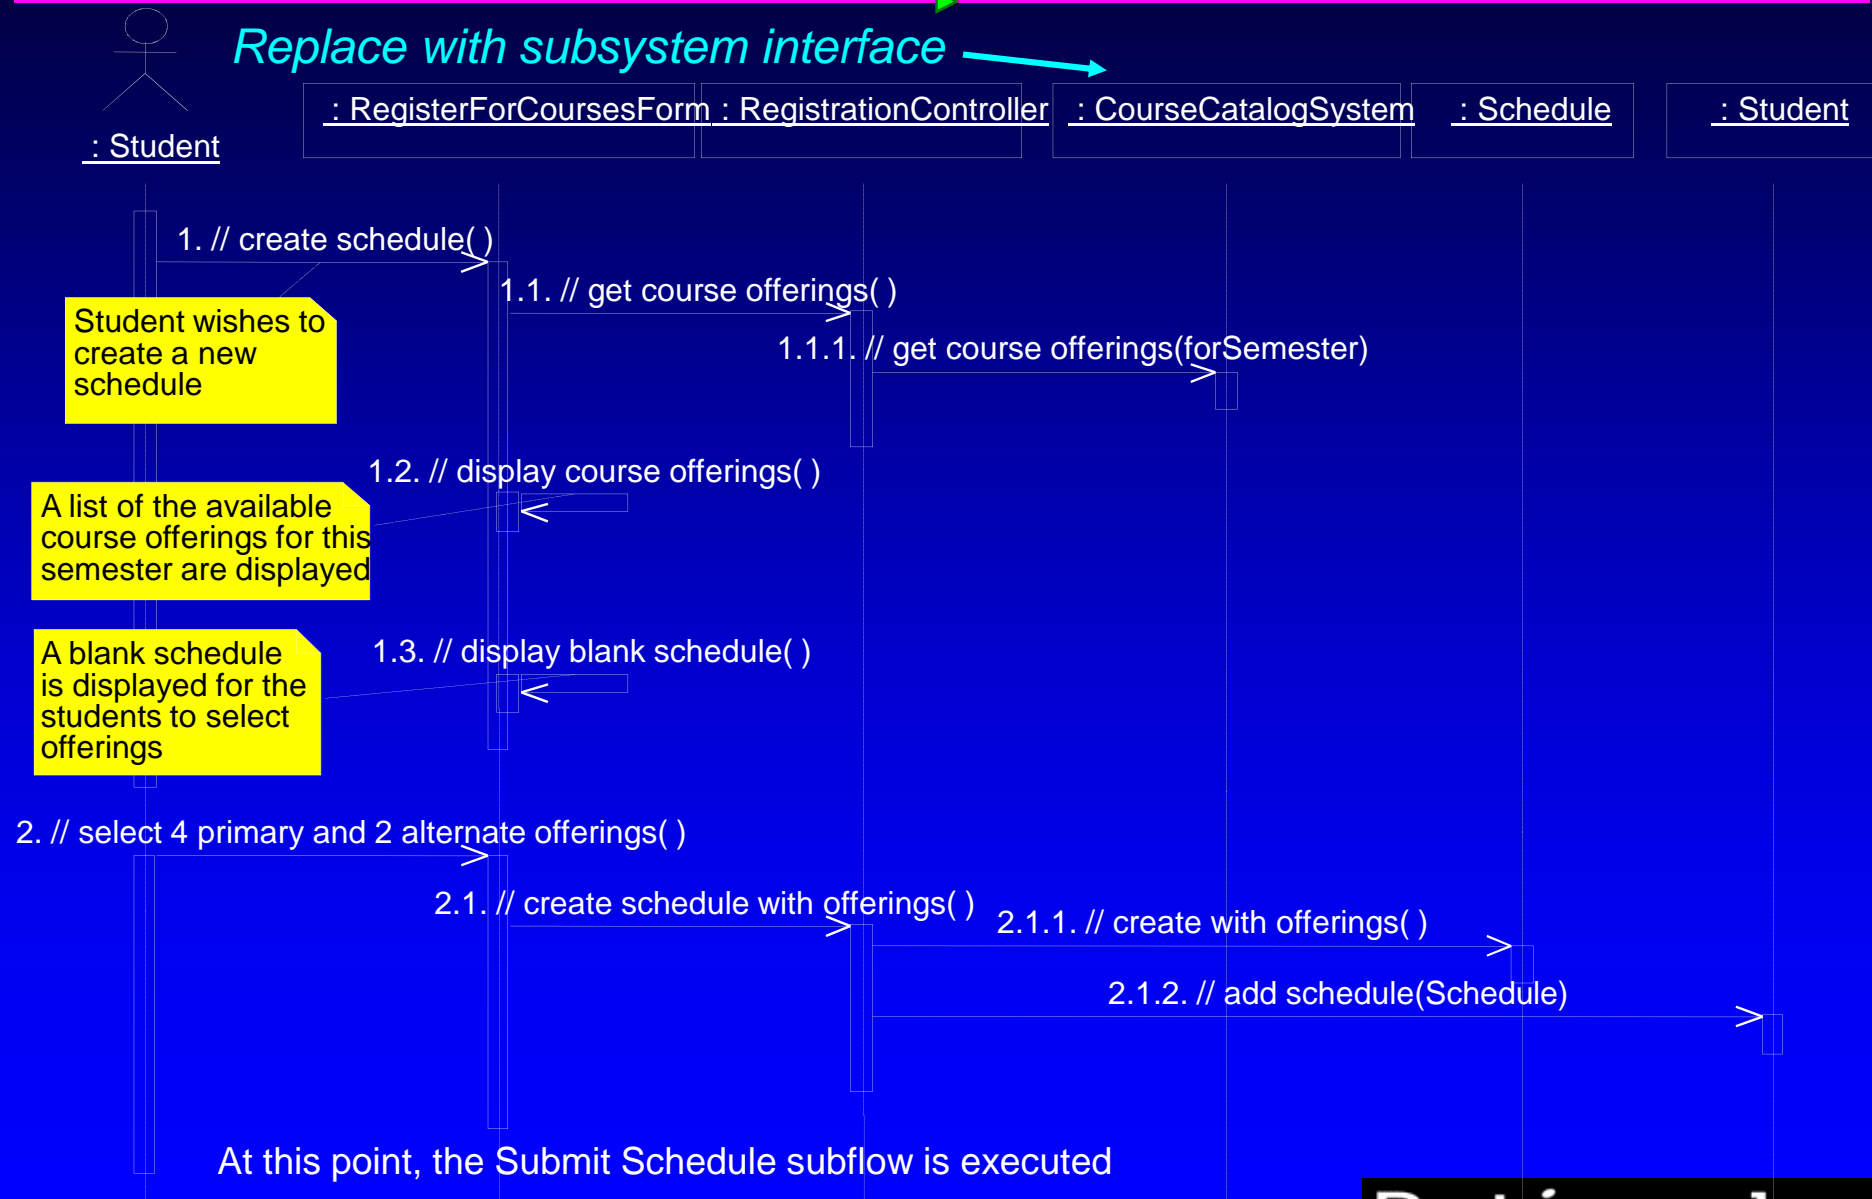 Replace with subsystem interface
: Student
: RegisterForCoursesForm
: RegistrationController
: CourseCatalogSystem
: Schedule
: Student
1. // create schedule( )
1.1. // get course offerings( )
Student wishes to
create a new
schedule
1.1.1. // get course offerings(forSemester)
1.2. // display course offerings( )
A list of the available
course offerings for this
semester are displayed
1.3. // display blank schedule( )
A blank schedule
is displayed for the
students to select
offerings
2. // select 4 primary and 2 alternate offerings( )
2.1. // create schedule with offerings( )
2.1.1. // create with offerings( )
2.1.2. // add schedule(Schedule)
At this point, the Submit Schedule subflow is executed